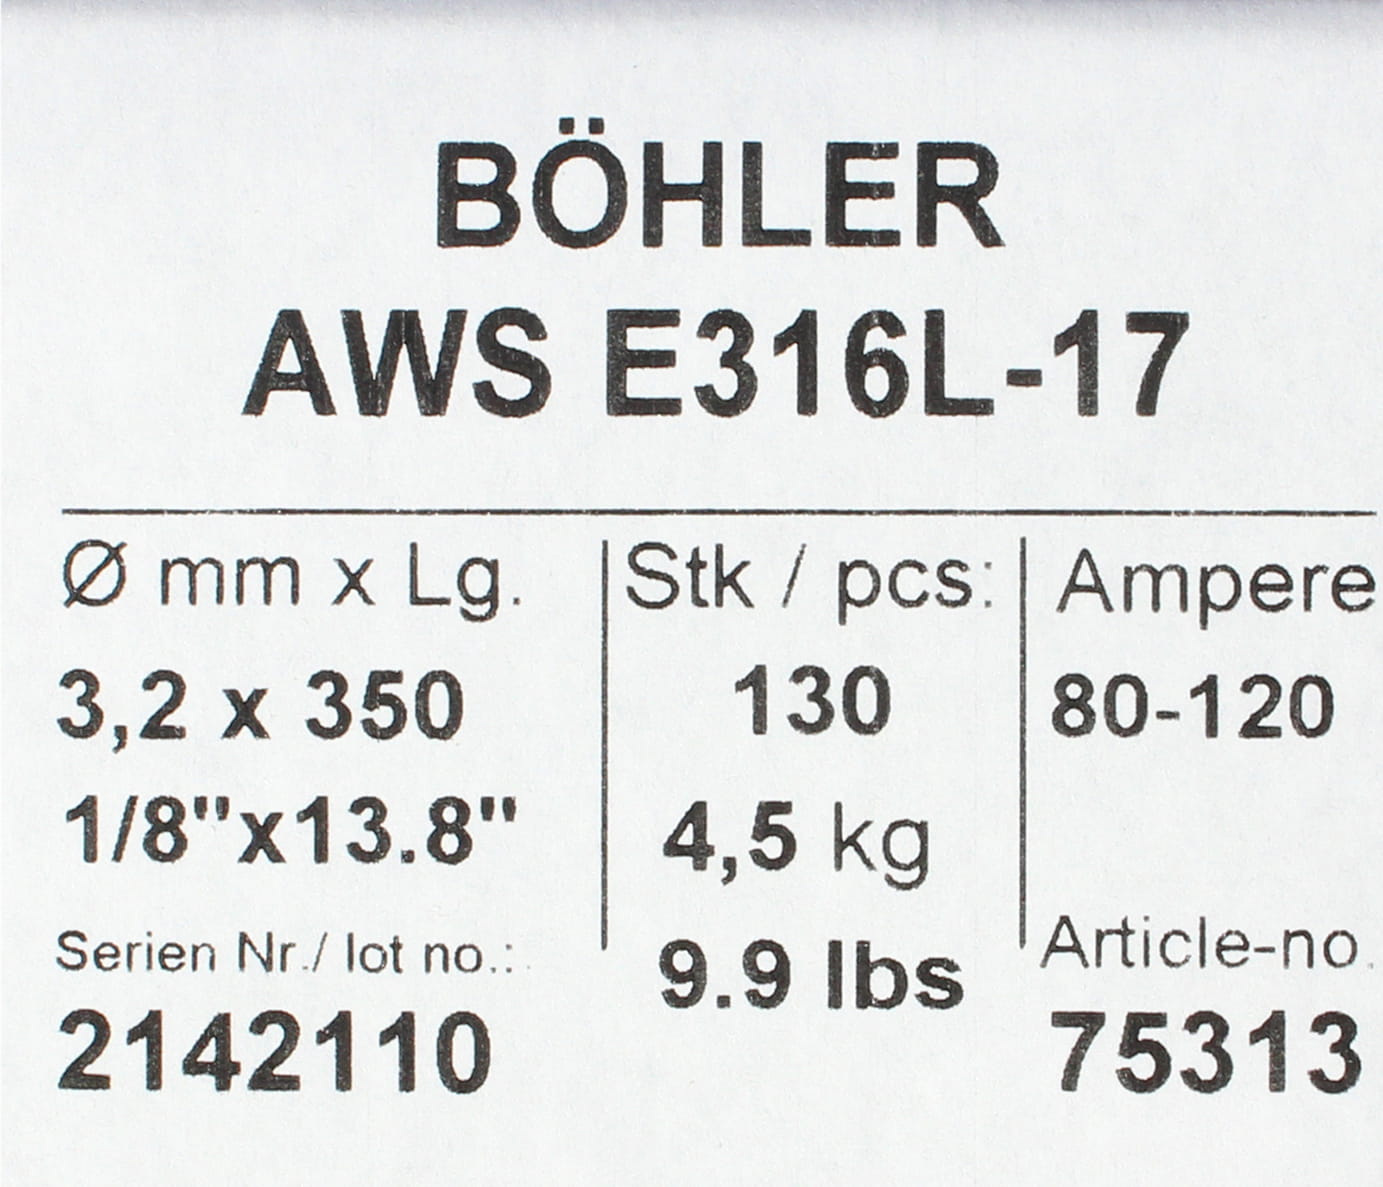 BÖHLER
AWS E316L-17
Ø mm x Lg.
3,2 x 350
1/8"x13.8"
Serien Nr./ lot no.:
2142110
Stk / pcs:
130
4,5 kg
9.9 lbs
Ampere
80-120
Article-no.
75313